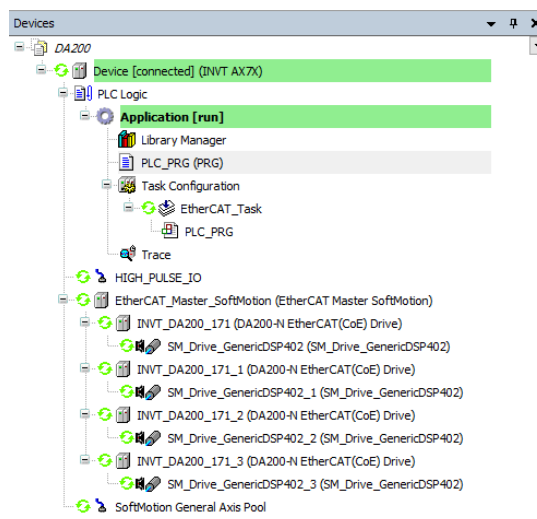 Devices
DA200
Device [connected] (INVT AX7X)
PLC Logic
Application [run]
Library Manager
PLC_PRG (PRG)
Task Configuration
EtherCAT_Task
PLC_PRG
Trace
HIGH_PULSE_IO
EtherCAT_Master_SoftMotion (EtherCAT Master SoftMotion)
INVT_DA200_171 (DA200-N EtherCAT(CoE) Drive)
SM_Drive_GenericDSP402 (SM_Drive_GenericDSP402)
INVT_DA200_171_1 (DA200-N EtherCAT(CoE) Drive)
SM_Drive_GenericDSP402_1 (SM_Drive_GenericDSP402)
INVT_DA200_171_2 (DA200-N EtherCAT(CoE) Drive)
SM_Drive_GenericDSP402_2 (SM_Drive_GenericDSP402)
INVT_DA200_171_3 (DA200-N EtherCAT(CoE) Drive)
SM_Drive_GenericDSP402_3 (SM_Drive_GenericDSP402)
SoftMotion General Axis Pool